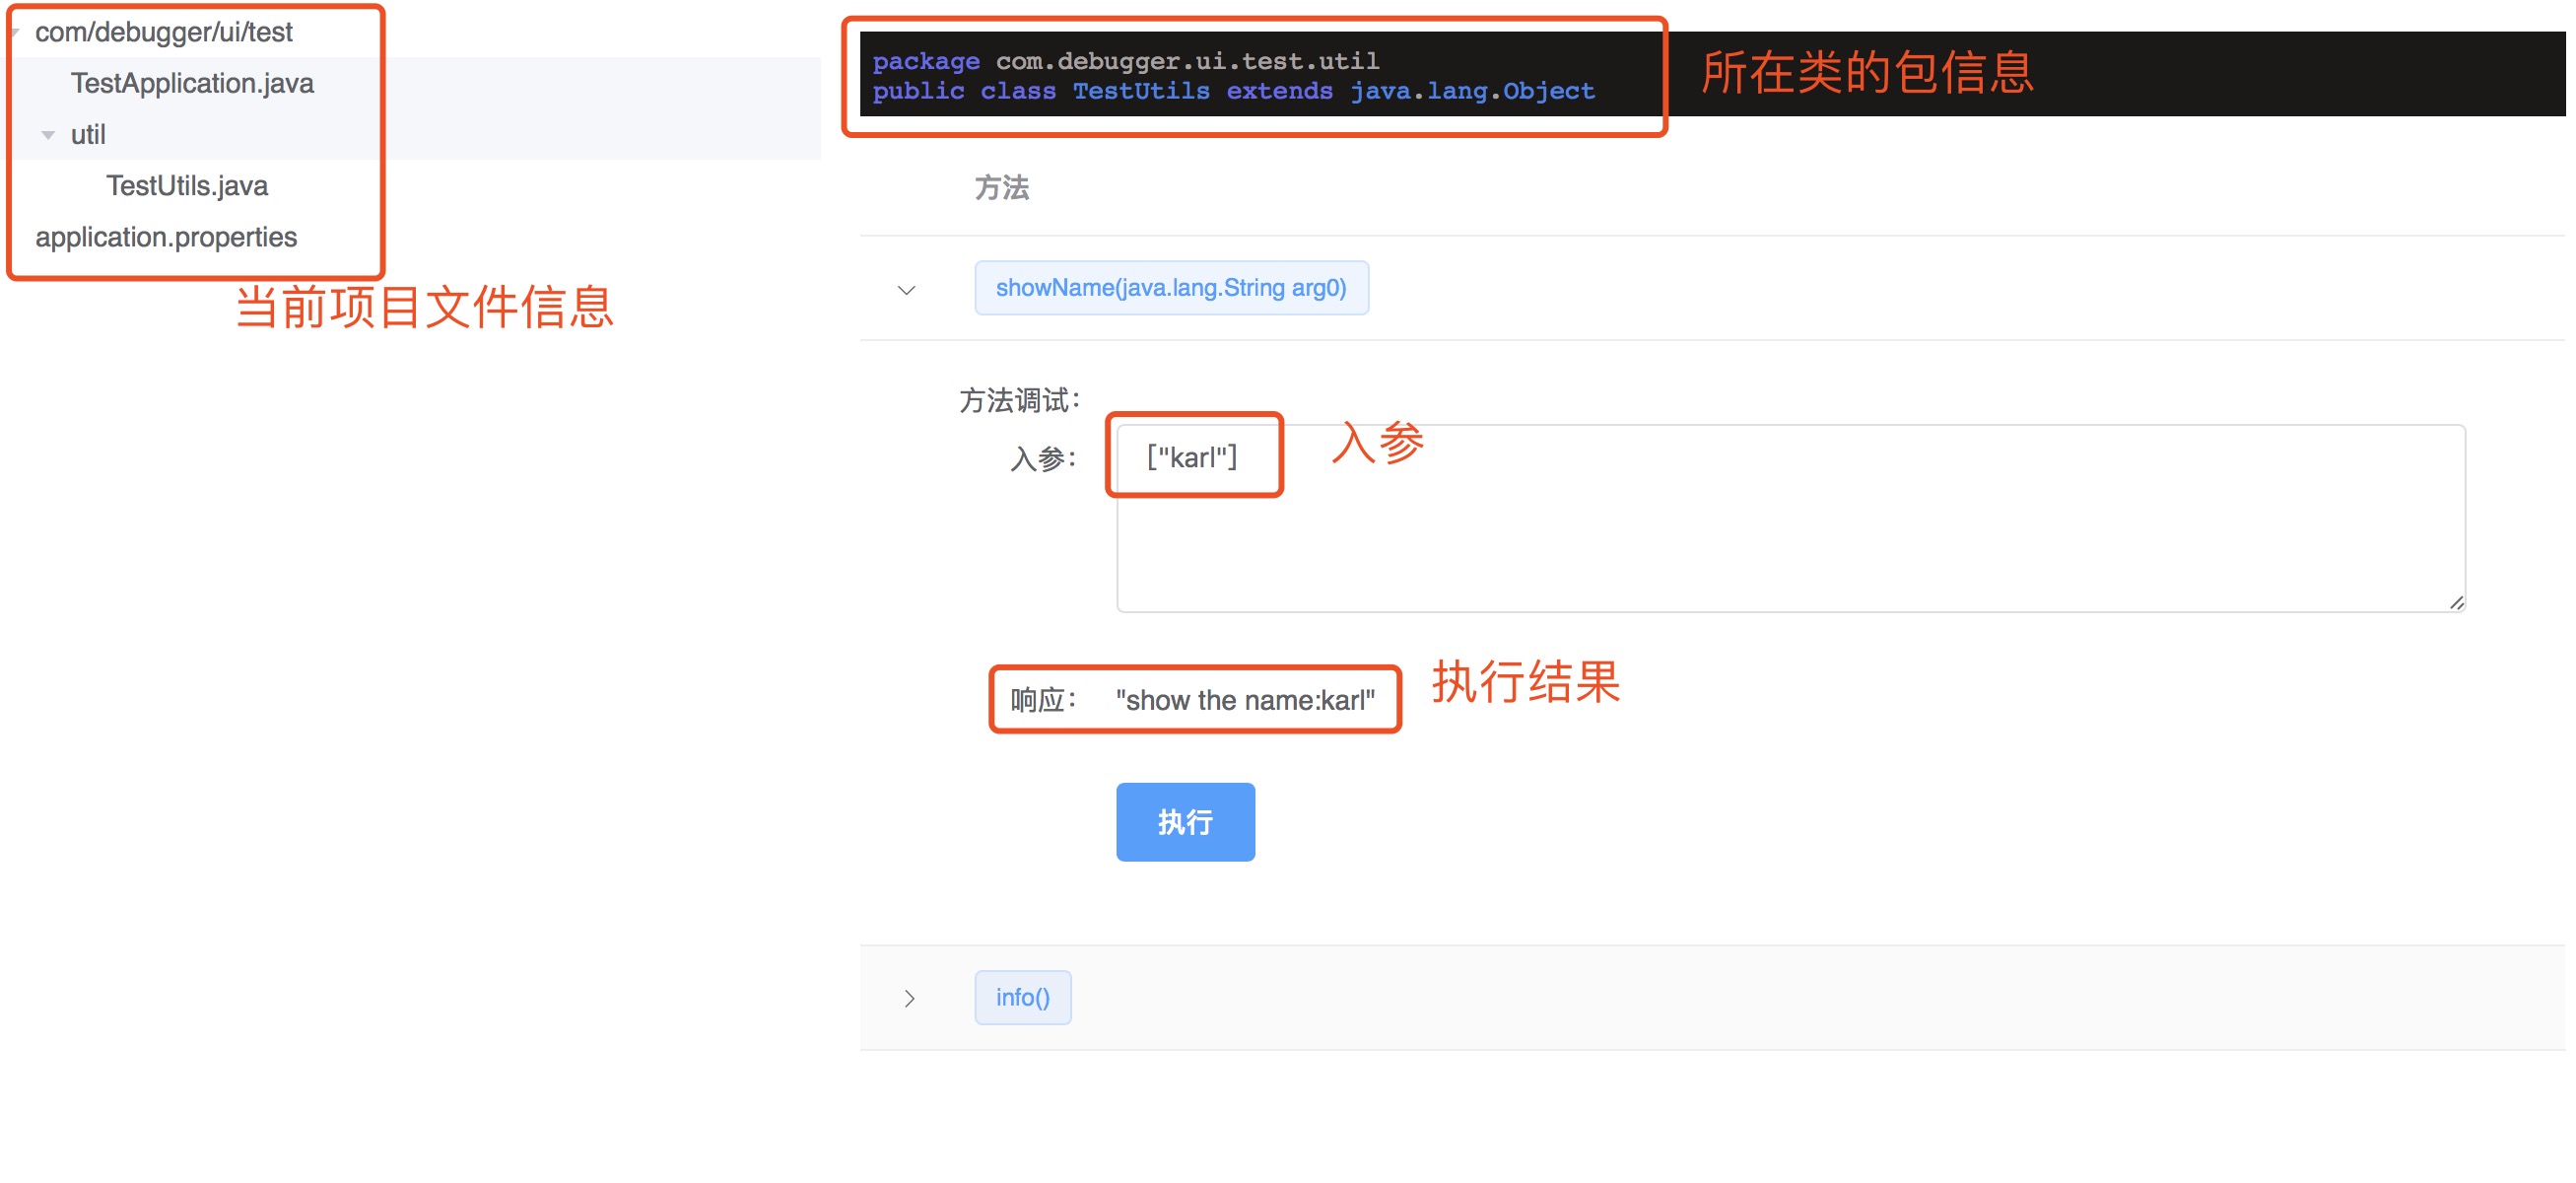 com/debugger/ui/test
TestApplication.java
util
TestUtils.java
application.properties
当前项目文件信息
package com.debugger.ui.test.util
public class TestUtils extends java.lang.Object
所在类的包信息
方法
showName(java.lang.String arg0)
方法调试：
入参： ["karl"]
入参
响应： "show the name:karl"
执行结果
执行
info()